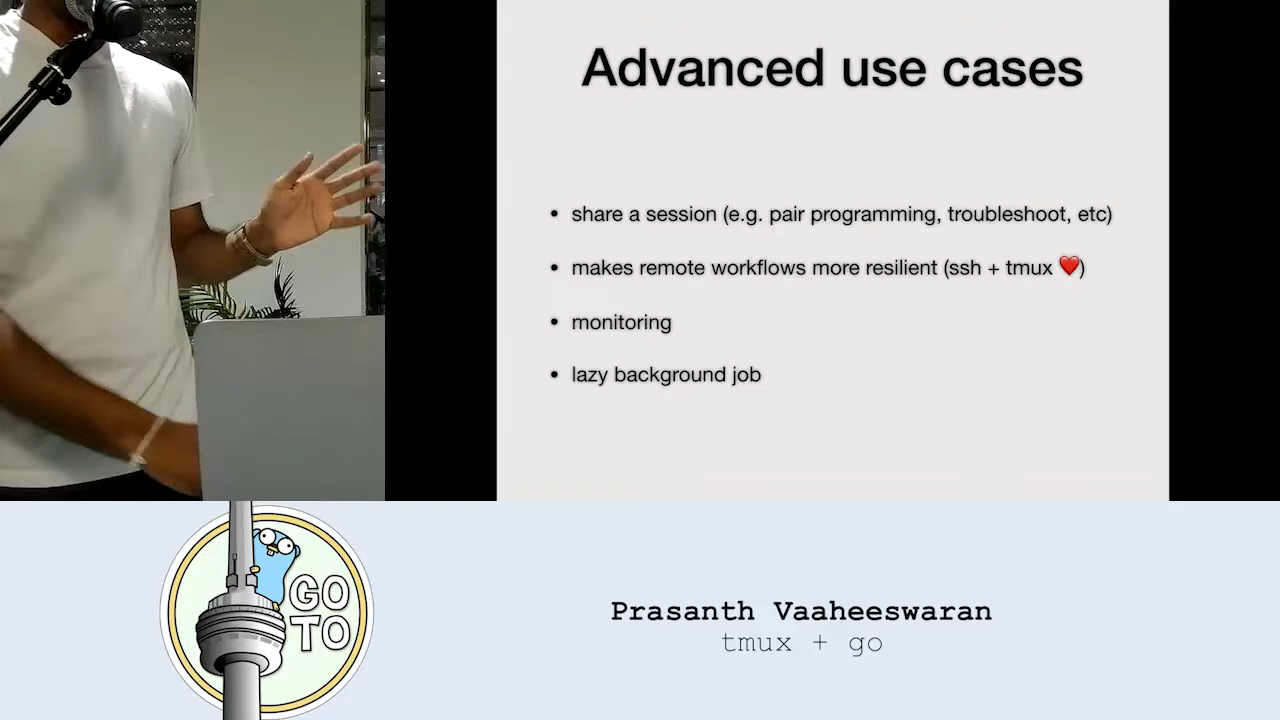 Advanced use cases
• share a session (e.g. pair programming, troubleshoot, etc)
• makes remote workflows more resilient (ssh + tmux ❤️)
• monitoring
• lazy background job
GO
TO
Prasanth Vaaheeswaran
tmux + go